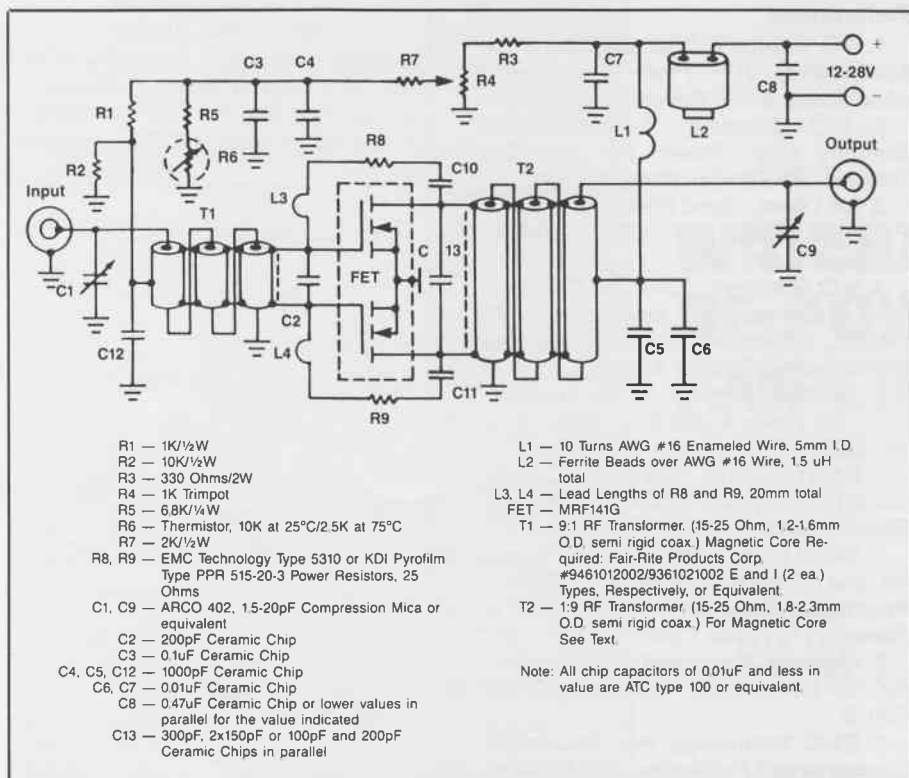 C3 C4 R7 R3 C7 + 12-28V −
R1 R5 R4 C8
R8 L1 L2
R2 R6 C10 T2 Output
Input L3
T1
C 13
FET C9
C1
C2
C12 L4 C5 C6
C11
R9
R1 — 1K/½W
R2 — 10K/½W
R3 — 330 Ohms/2W
R4 — 1K Trimpot
R5 — 6.8K/¼W
R6 — Thermistor, 10K at 25°C/2.5K at 75°C
R7 — 2K/½W
R8, R9 — EMC Technology Type 5310 or KDI Pyrofilm
Type PPR 515-20-3 Power Resistors, 25
Ohms
C1, C9 — ARCO 402, 1.5-20pF Compression Mica or
equivalent
C2 — 200pF Ceramic Chip
C3 — 0.1uF Ceramic Chip
C4, C5, C12 — 1000pF Ceramic Chip
C6, C7 — 0.01uF Ceramic Chip
C8 — 0.47uF Ceramic Chip or lower values in
parallel for the value indicated
C13 — 300pF, 2x150pF or 100pF and 200pF
Ceramic Chips in parallel
L1 — 10 Turns AWG #16 Enameled Wire, 5mm I.D.
L2 — Ferrite Beads over AWG #16 Wire, 1.5 uH
total
L3, L4 — Lead Lengths of R8 and R9, 20mm total
FET — MRF141G
T1 — 9:1 RF Transformer. (15-25 Ohm, 1.2-1.6mm
O.D. semi rigid coax.) Magnetic Core Re-
quired: Fair-Rite Products Corp.
#9461012002/9361021002 E and I (2 ea.)
Types, Respectively, or Equivalent.
T2 — 1:9 RF Transformer. (15-25 Ohm, 1.8-2.3mm
O.D. semi rigid coax.) For Magnetic Core
See Text.
Note: All chip capacitors of 0.01uF and less in
value are ATC type 100 or equivalent.